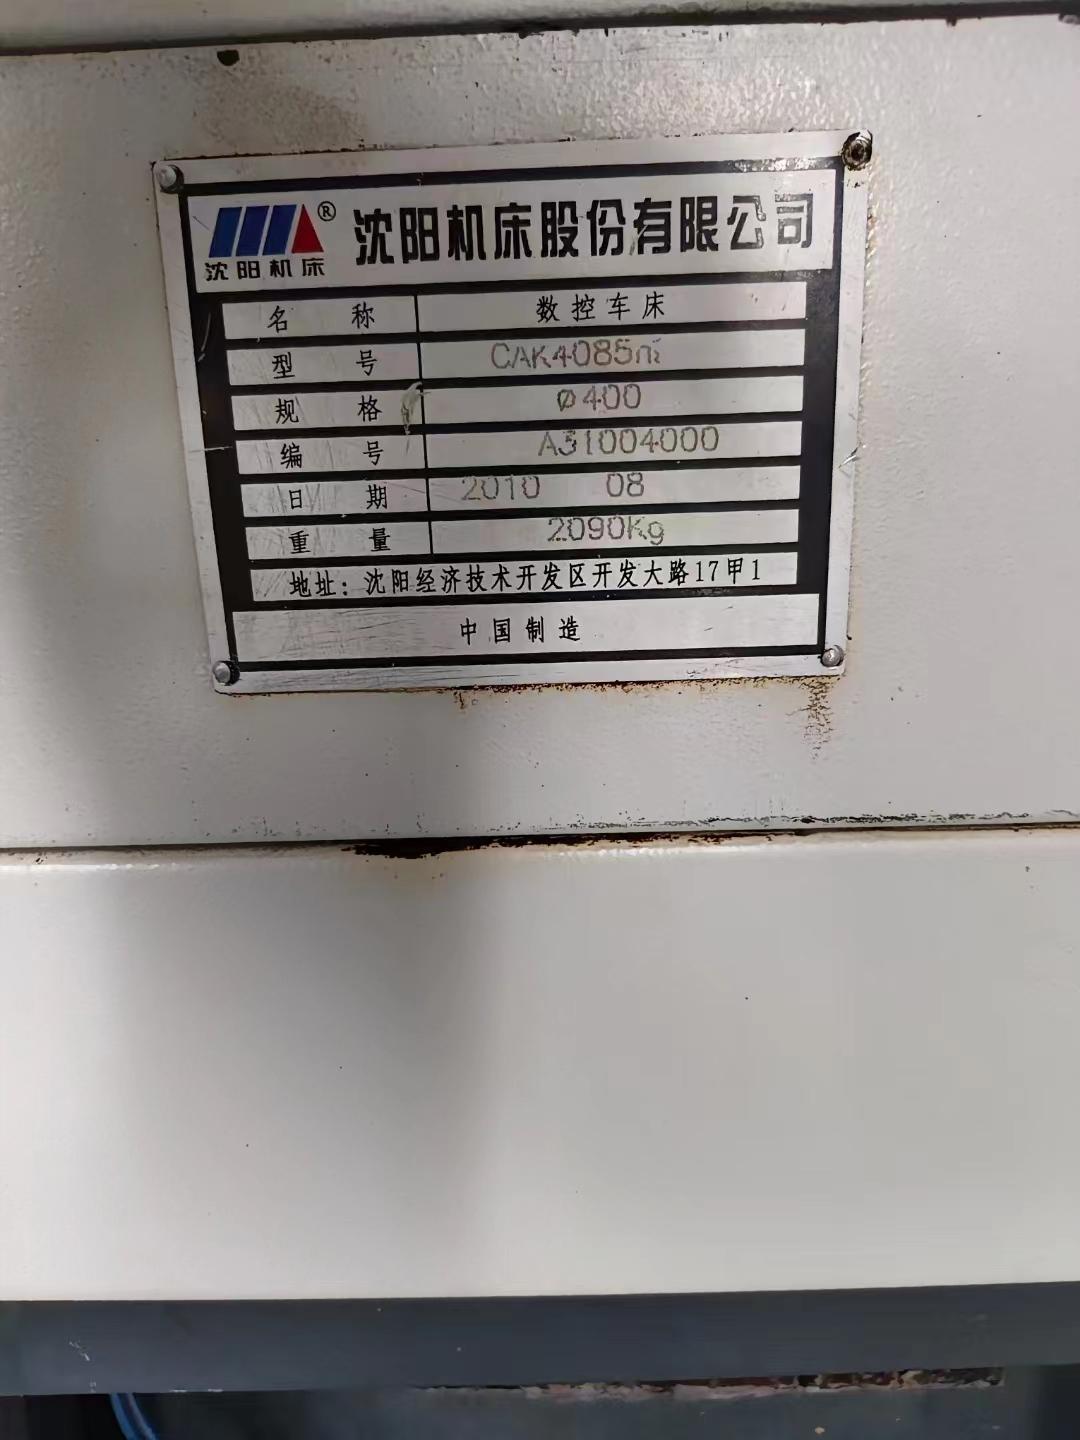 ® 沈阳机床股份有限公司
沈阳机床
名称 数控车床
型号 CAK4085ni
规格 ø400
编号 A31004000
日期 2010 08
重量 2090Kg
地址：沈阳经济技术开发区开发大路17甲1
中国制造